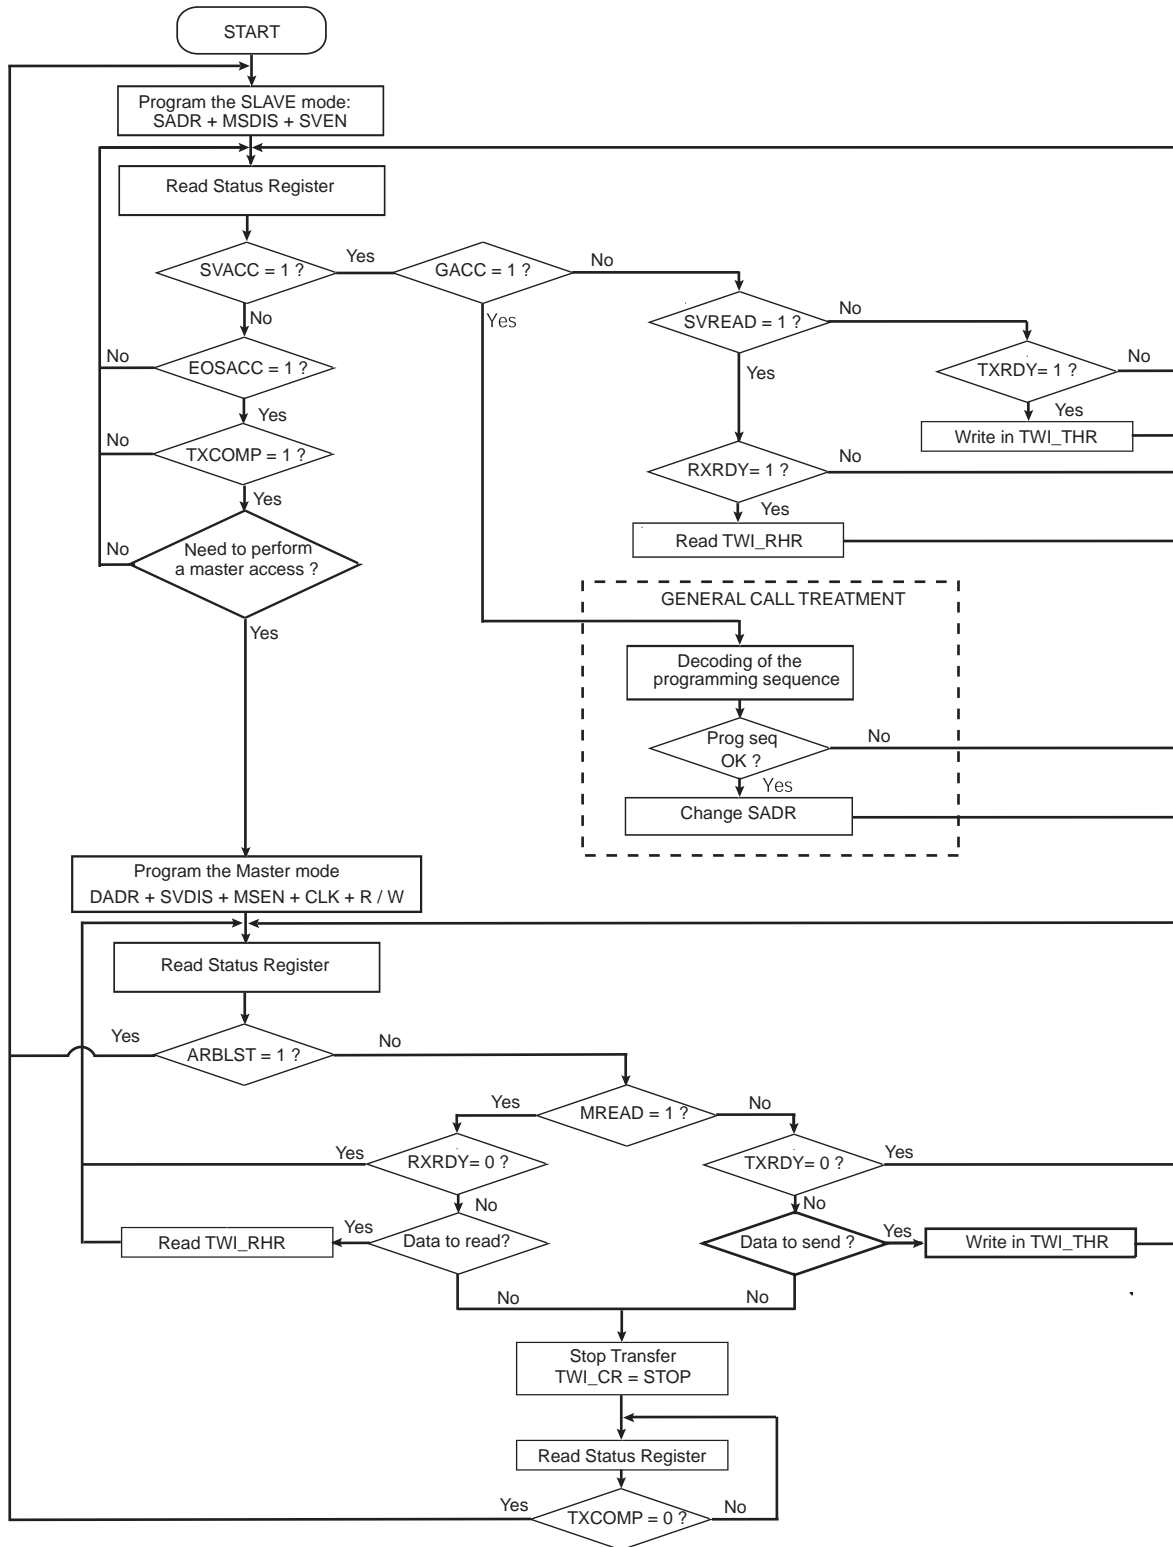 START
Program the SLAVE mode:
SADR + MSDIS + SVEN
Read Status Register
SVACC = 1 ?
Yes
GACC = 1 ?
No
SVREAD = 1 ?
No
No
Yes
EOSACC = 1 ?
No
Yes
TXRDY= 1 ?
No
Yes
Yes
Write in TWI_THR
TXCOMP = 1 ?
No
RXRDY= 1 ?
No
Yes
Yes
Read TWI_RHR
Need to perform
a master access ?
No
Yes
GENERAL CALL TREATMENT
Decoding of the
programming sequence
Prog seq
OK ?
No
Yes
Change SADR
Program the Master mode
DADR + SVDIS + MSEN + CLK + R / W
Read Status Register
Yes
ARBLST = 1 ?
No
Yes
MREAD = 1 ?
No
Yes
RXRDY= 0 ?
TXRDY= 0 ?
Yes
No
No
Read TWI_RHR
Yes
Data to read?
Data to send ?
Yes
Write in TWI_THR
No
No
Stop Transfer
TWI_CR = STOP
Read Status Register
Yes
TXCOMP = 0 ?
No